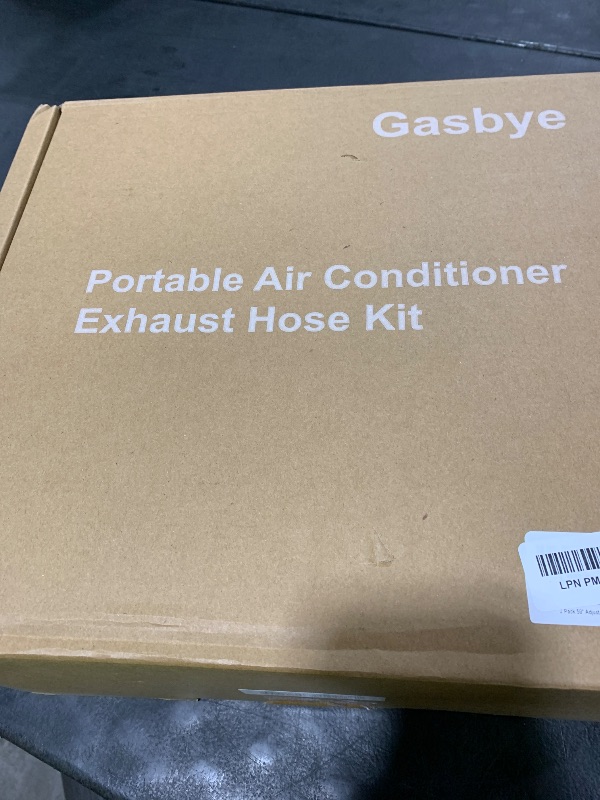 Gasbye
Portable Air Conditioner
Exhaust Hose Kit
LPN PM